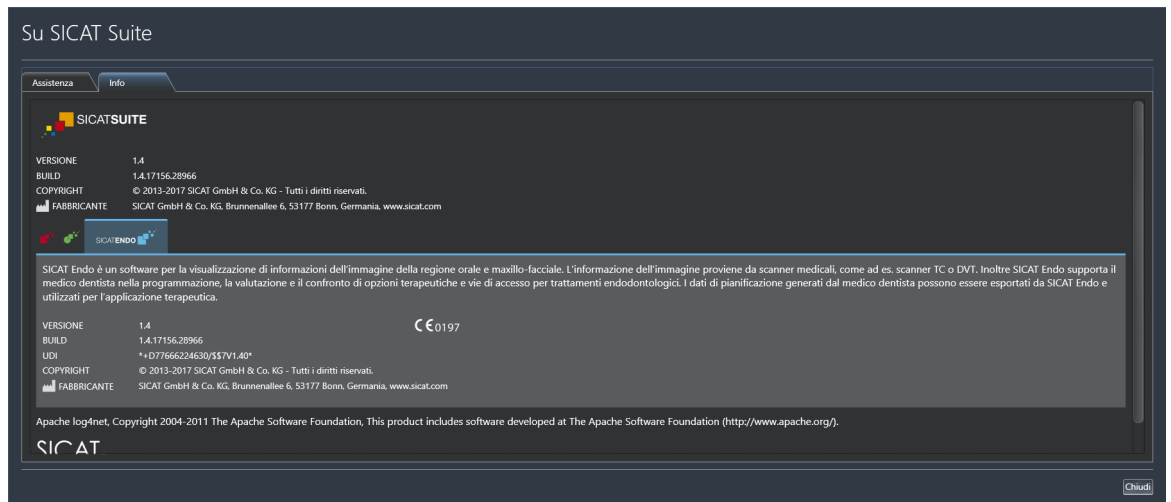 Su SICAT Suite
Assistenza Info
SICATSUITE
VERSIONE 1.4
BUILD 1.4.17156.28966
COPYRIGHT © 2013-2017 SICAT GmbH & Co. KG - Tutti i diritti riservati.
FABBRICANTE SICAT GmbH & Co. KG, Brunnenallee 6, 53177 Bonn, Germania, www.sicat.com
SICATENDO
SICAT Endo è un software per la visualizzazione di informazioni dell'immagine della regione orale e maxillo-facciale. L'informazione dell'immagine proviene da scanner medicali, come ad es. scanner TC o DVT. Inoltre SICAT Endo supporta il
medico dentista nella programmazione, la valutazione e il confronto di opzioni terapeutiche e vie di accesso per trattamenti endodontologici. I dati di pianificazione generati dal medico dentista possono essere esportati da SICAT Endo e
utilizzati per l'applicazione terapeutica.
VERSIONE 1.4 CE0197
BUILD 1.4.17156.28966
UDI *+D77666224630/$$7V1.40*
COPYRIGHT © 2013-2017 SICAT GmbH & Co. KG - Tutti i diritti riservati.
FABBRICANTE SICAT GmbH & Co. KG, Brunnenallee 6, 53177 Bonn, Germania, www.sicat.com
Apache log4net, Copyright 2004-2011 The Apache Software Foundation, This product includes software developed at The Apache Software Foundation (http://www.apache.org/).
SICAT
Chiudi